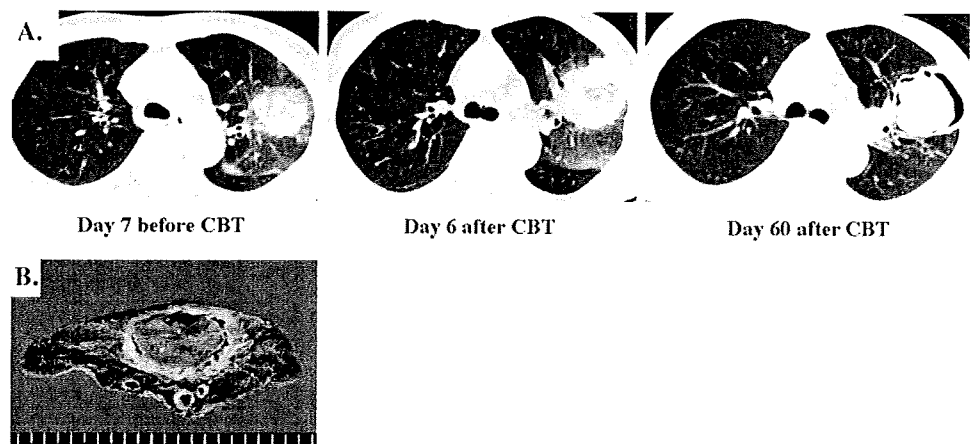 A.
Day 7 before CBT
Day 6 after CBT
Day 60 after CBT
B.